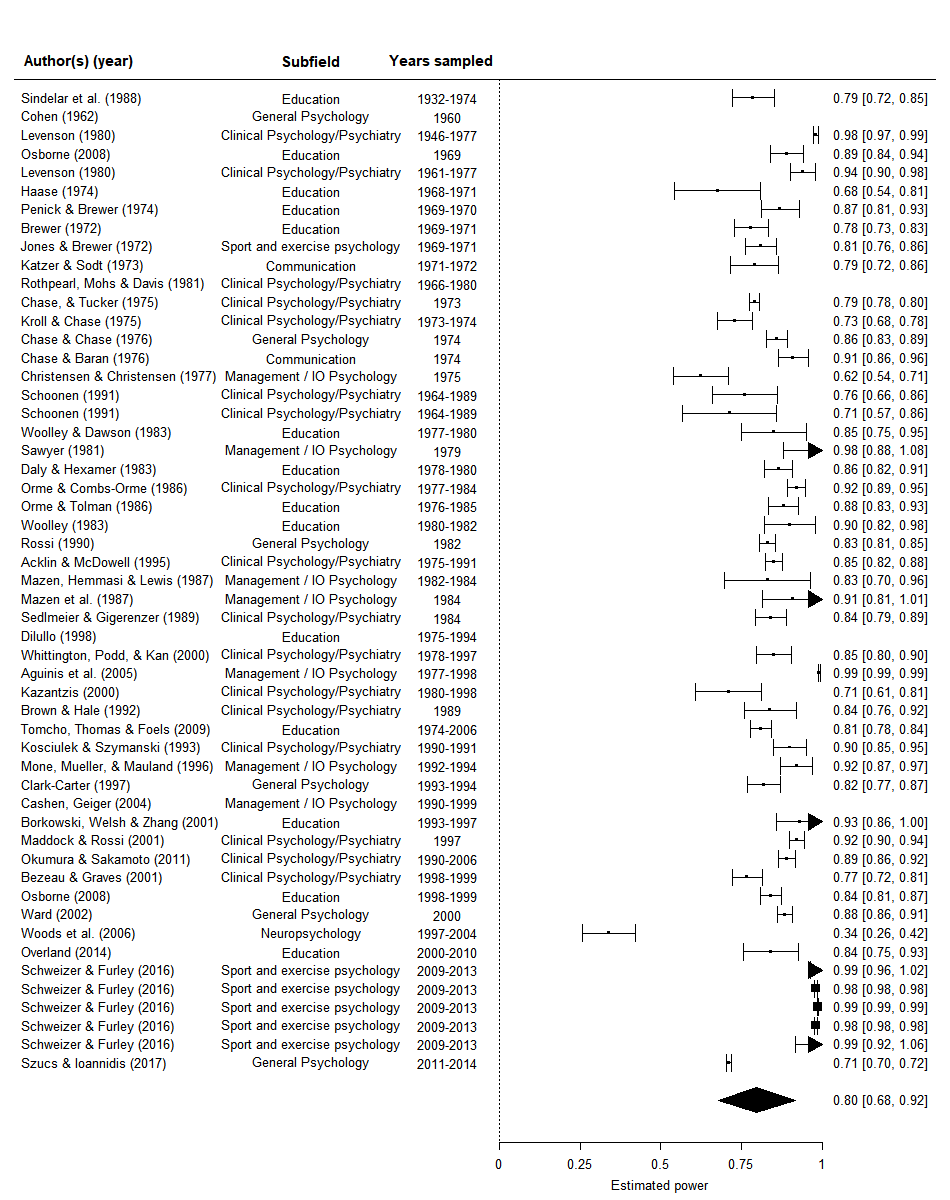 Author(s) (year) Subfield Years sampled
Sindelar et al. (1988) Education 1932-1974 0.79 [0.72, 0.85]
Cohen (1962) General Psychology 1960
Levenson (1980) Clinical Psychology/Psychiatry 1946-1977 0.98 [0.97, 0.99]
Osborne (2008) Education 1969 0.89 [0.84, 0.94]
Levenson (1980) Clinical Psychology/Psychiatry 1961-1977 0.94 [0.90, 0.98]
Haase (1974) Education 1968-1971 0.68 [0.54, 0.81]
Penick & Brewer (1974) Education 1969-1970 0.87 [0.81, 0.93]
Brewer (1972) Education 1969-1971 0.78 [0.73, 0.83]
Jones & Brewer (1972) Sport and exercise psychology 1969-1971 0.81 [0.76, 0.86]
Katzer & Sodt (1973) Communication 1971-1972 0.79 [0.72, 0.86]
Rothpearl, Mohs & Davis (1981) Clinical Psychology/Psychiatry 1966-1980
Chase, & Tucker (1975) Clinical Psychology/Psychiatry 1973 0.79 [0.78, 0.80]
Kroll & Chase (1975) Clinical Psychology/Psychiatry 1973-1974 0.73 [0.68, 0.78]
Chase & Chase (1976) General Psychology 1974 0.86 [0.83, 0.89]
Chase & Baran (1976) Communication 1974 0.91 [0.86, 0.96]
Christensen & Christensen (1977) Management / IO Psychology 1975 0.62 [0.54, 0.71]
Schoonen (1991) Clinical Psychology/Psychiatry 1964-1989 0.76 [0.66, 0.86]
Schoonen (1991) Clinical Psychology/Psychiatry 1964-1989 0.71 [0.57, 0.86]
Woolley & Dawson (1983) Education 1977-1980 0.85 [0.75, 0.95]
Sawyer (1981) Management / IO Psychology 1979 0.98 [0.88, 1.08]
Daly & Hexamer (1983) Education 1978-1980 0.86 [0.82, 0.91]
Orme & Combs-Orme (1986) Clinical Psychology/Psychiatry 1977-1984 0.92 [0.89, 0.95]
Orme & Tolman (1986) Education 1976-1985 0.88 [0.83, 0.93]
Woolley (1983) Education 1980-1982 0.90 [0.82, 0.98]
Rossi (1990) General Psychology 1982 0.83 [0.81, 0.85]
Acklin & McDowell (1995) Clinical Psychology/Psychiatry 1975-1991 0.85 [0.82, 0.88]
Mazen, Hemmasi & Lewis (1987) Management / IO Psychology 1982-1984 0.83 [0.70, 0.96]
Mazen et al. (1987) Management / IO Psychology 1984 0.91 [0.81, 1.01]
Sedlmeier & Gigerenzer (1989) Clinical Psychology/Psychiatry 1984 0.84 [0.79, 0.89]
Dilullo (1998) Education 1975-1994
Whittington, Podd, & Kan (2000) Clinical Psychology/Psychiatry 1978-1997 0.85 [0.80, 0.90]
Aguinis et al. (2005) Management / IO Psychology 1977-1998 0.99 [0.99, 0.99]
Kazantzis (2000) Clinical Psychology/Psychiatry 1980-1998 0.71 [0.61, 0.81]
Brown & Hale (1992) Clinical Psychology/Psychiatry 1989 0.84 [0.76, 0.92]
Tomcho, Thomas & Foels (2009) Education 1974-2006 0.81 [0.78, 0.84]
Kosciulek & Szymanski (1993) Clinical Psychology/Psychiatry 1990-1991 0.90 [0.85, 0.95]
Mone, Mueller, & Mauland (1996) Management / IO Psychology 1992-1994 0.92 [0.87, 0.97]
Clark-Carter (1997) General Psychology 1993-1994 0.82 [0.77, 0.87]
Cashen, Geiger (2004) Management / IO Psychology 1990-1999
Borkowski, Welsh & Zhang (2001) Education 1993-1997 0.93 [0.86, 1.00]
Maddock & Rossi (2001) Clinical Psychology/Psychiatry 1997 0.92 [0.90, 0.94]
Okumura & Sakamoto (2011) Clinical Psychology/Psychiatry 1990-2006 0.89 [0.86, 0.92]
Bezeau & Graves (2001) Clinical Psychology/Psychiatry 1998-1999 0.77 [0.72, 0.81]
Osborne (2008) Education 1998-1999 0.84 [0.81, 0.87]
Ward (2002) General Psychology 2000 0.88 [0.86, 0.91]
Woods et al. (2006) Neuropsychology 1997-2004 0.34 [0.26, 0.42]
Overland (2014) Education 2000-2010 0.84 [0.75, 0.93]
Schweizer & Furley (2016) Sport and exercise psychology 2009-2013 0.99 [0.96, 1.02]
Schweizer & Furley (2016) Sport and exercise psychology 2009-2013 0.98 [0.98, 0.98]
Schweizer & Furley (2016) Sport and exercise psychology 2009-2013 0.99 [0.99, 0.99]
Schweizer & Furley (2016) Sport and exercise psychology 2009-2013 0.98 [0.98, 0.98]
Schweizer & Furley (2016) Sport and exercise psychology 2009-2013 0.99 [0.92, 1.06]
Szucs & Ioannidis (2017) General Psychology 2011-2014 0.71 [0.70, 0.72]
0.80 [0.68, 0.92]
0 0.25 0.5 0.75 1
Estimated power